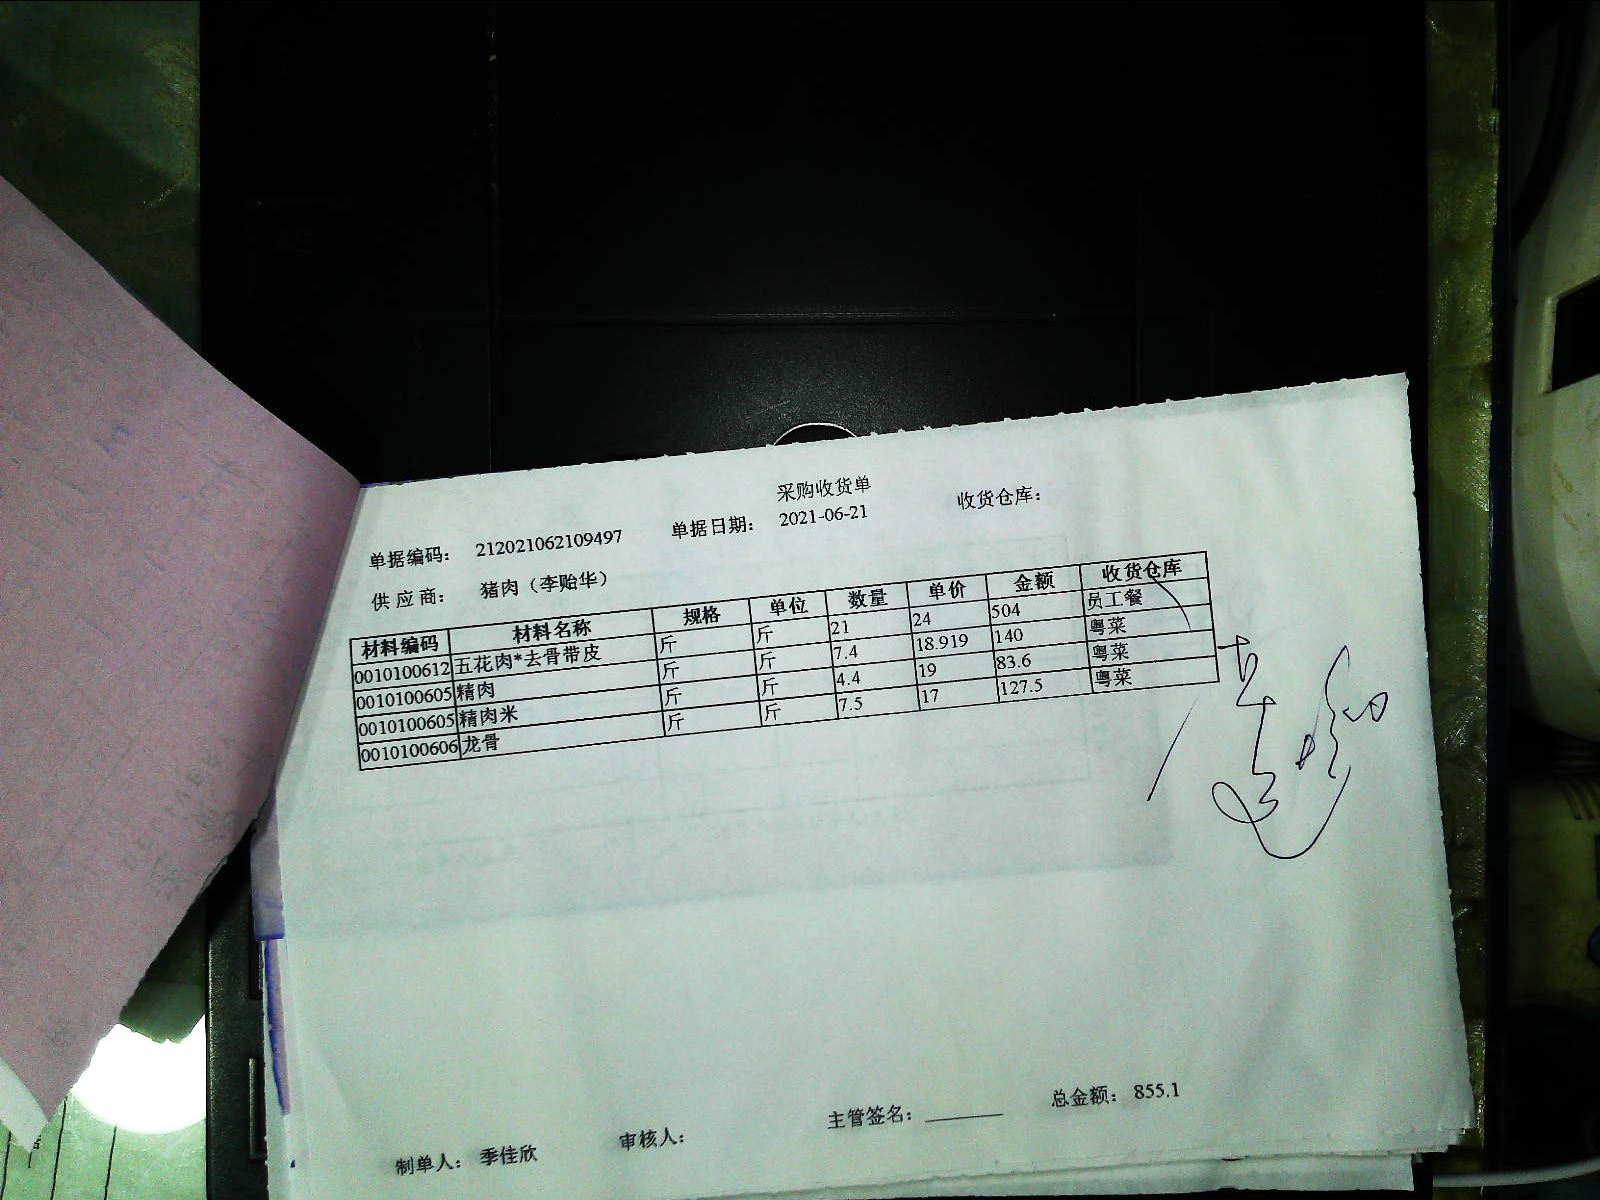 采购收货单
单据编码： 212021062109497 单据日期： 2021-06-21 收货仓库：
供应商： 猪肉（李贻华）
材料编码 材料名称 规格 单位 数量 单价 金额 收货仓库
0010100612 五花肉*去骨带皮 斤 斤 21 24 504 员工餐
0010100605 精肉 斤 斤 7.4 18.919 140 粤菜
0010100605 精肉米 斤 斤 4.4 19 83.6 粤菜
0010100606 龙骨 斤 斤 7.5 17 127.5 粤菜
制单人： 季佳欣 审核人： 主管签名： 总金额： 855.1